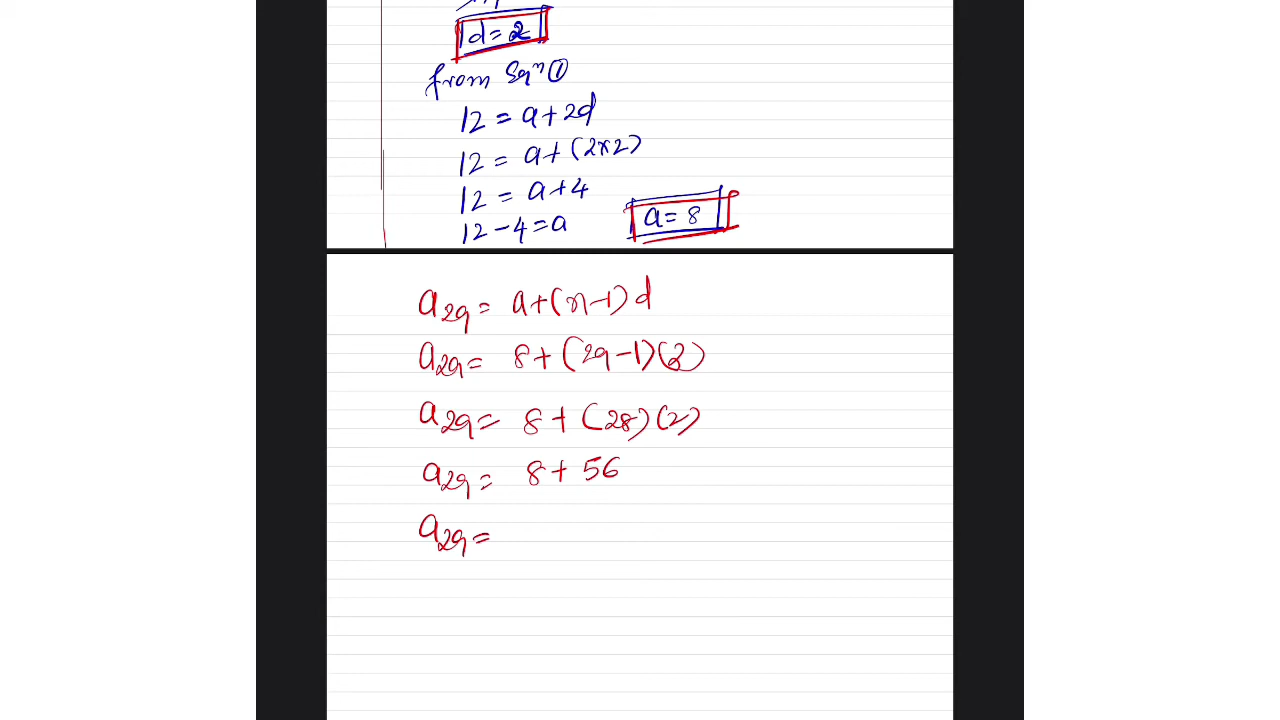 d = 2
from Eqⁿ ①
12 = a + 2d
12 = a + (2×2)
12 = a + 4
12 - 4 = a
a = 8
a₂₉ = a + (n-1) d
a₂₉ = 8 + (29-1)(2)
a₂₉ = 8 + (28)(2)
a₂₉ = 8 + 56
a₂₉ =